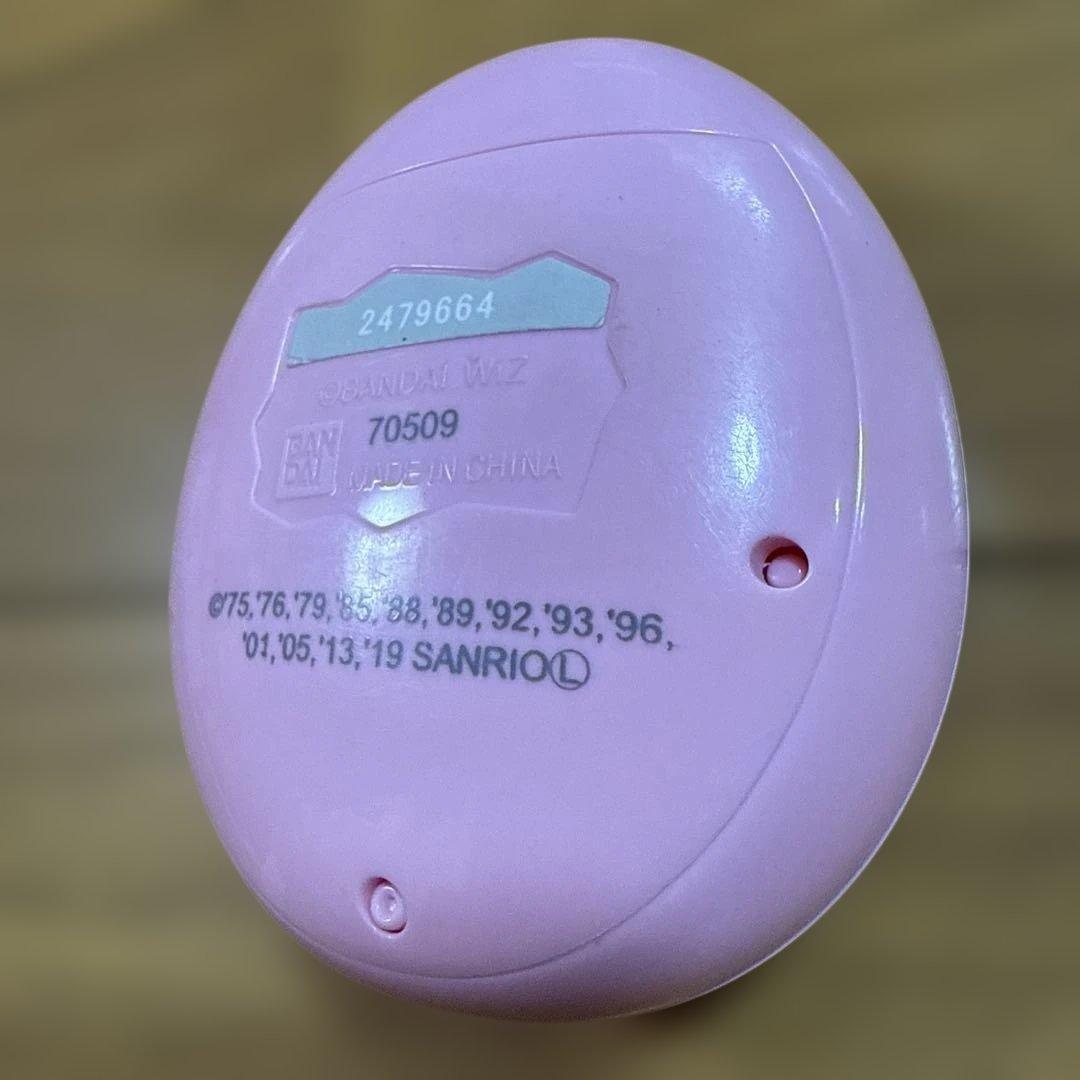 2479664
©BANDAI WiZ
70509
BAN
DAI
MADE IN CHINA
©'75,'76,'79,'85,'88,'89,'92,'93,'96,
'01,'05,'13,'19 SANRIOⓁ